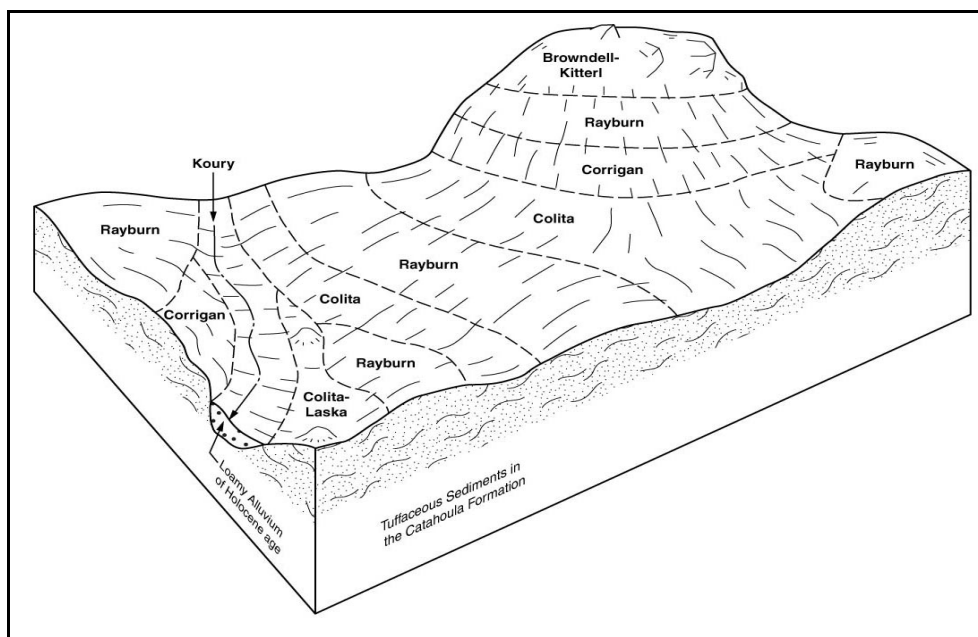 Browndell-
Kitterl
Rayburn
Corrigan
Rayburn
Koury
Colita
Rayburn
Rayburn
Colita
Corrigan
Rayburn
Colita-
Laska
Loamy Alluvium
of Holocene age
Tuffaceous Sediments in
the Catahoula Formation